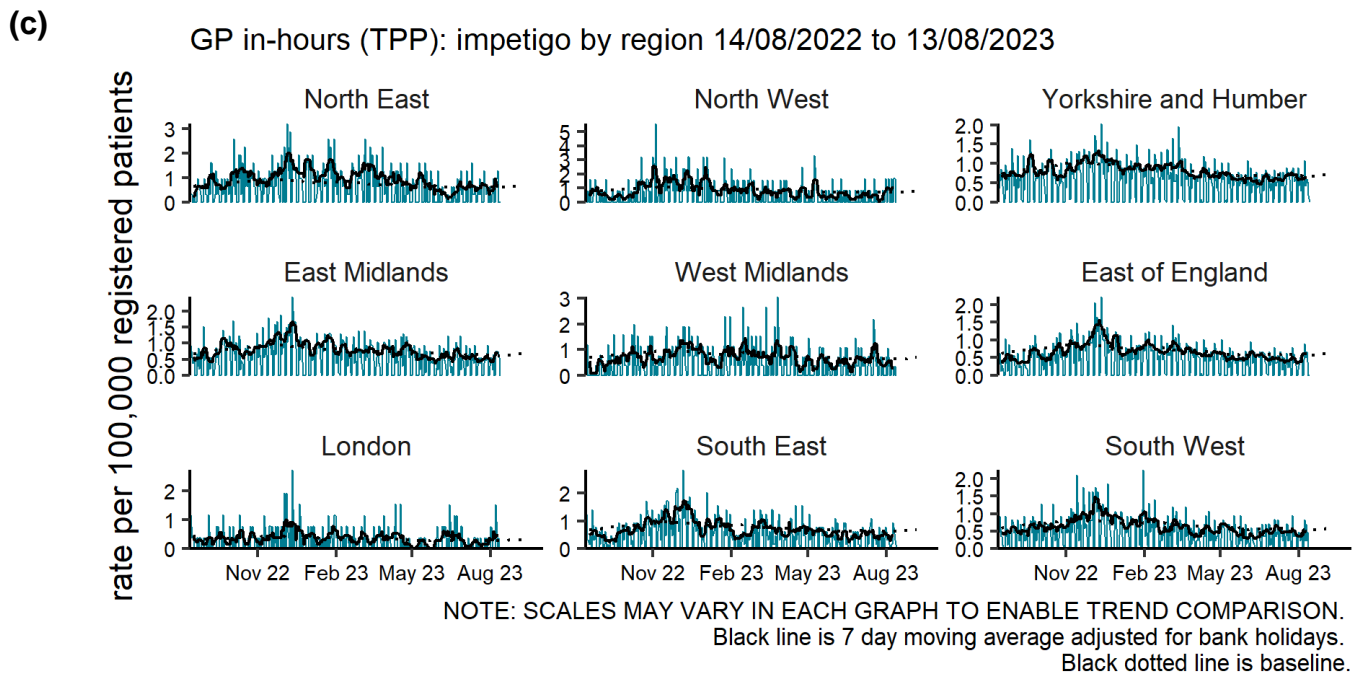 (c)
GP in-hours (TPP): impetigo by region 14/08/2022 to 13/08/2023
rate per 100,000 registered patients
North East
3
2
1
0
North West
5
4
3
2
1
0
Yorkshire and Humber
2.0
1.5
1.0
0.5
0.0
East Midlands
2.0
1.5
1.0
0.5
0.0
West Midlands
3
2
1
0
East of England
2.0
1.5
1.0
0.5
0.0
London
2
1
0
South East
2
1
0
South West
2.0
1.5
1.0
0.5
0.0
Nov 22 Feb 23 May 23 Aug 23
Nov 22 Feb 23 May 23 Aug 23
Nov 22 Feb 23 May 23 Aug 23
NOTE: SCALES MAY VARY IN EACH GRAPH TO ENABLE TREND COMPARISON.
Black line is 7 day moving average adjusted for bank holidays.
Black dotted line is baseline.